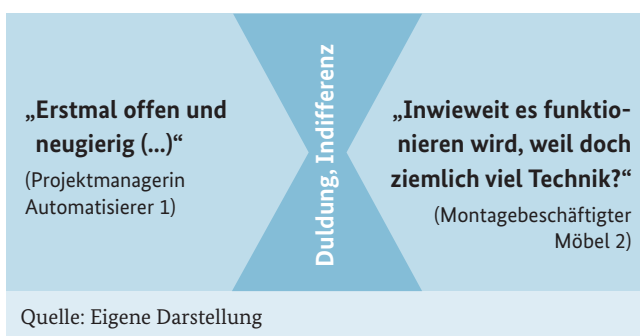 „Erstmal offen und
neugierig (...)“
(Projektmanagerin
Automatisierer 1)
Duldung, Indifferenz
„Inwieweit es funktio-
nieren wird, weil doch
ziemlich viel Technik?“
(Montagebeschäftigter
Möbel 2)
Quelle: Eigene Darstellung